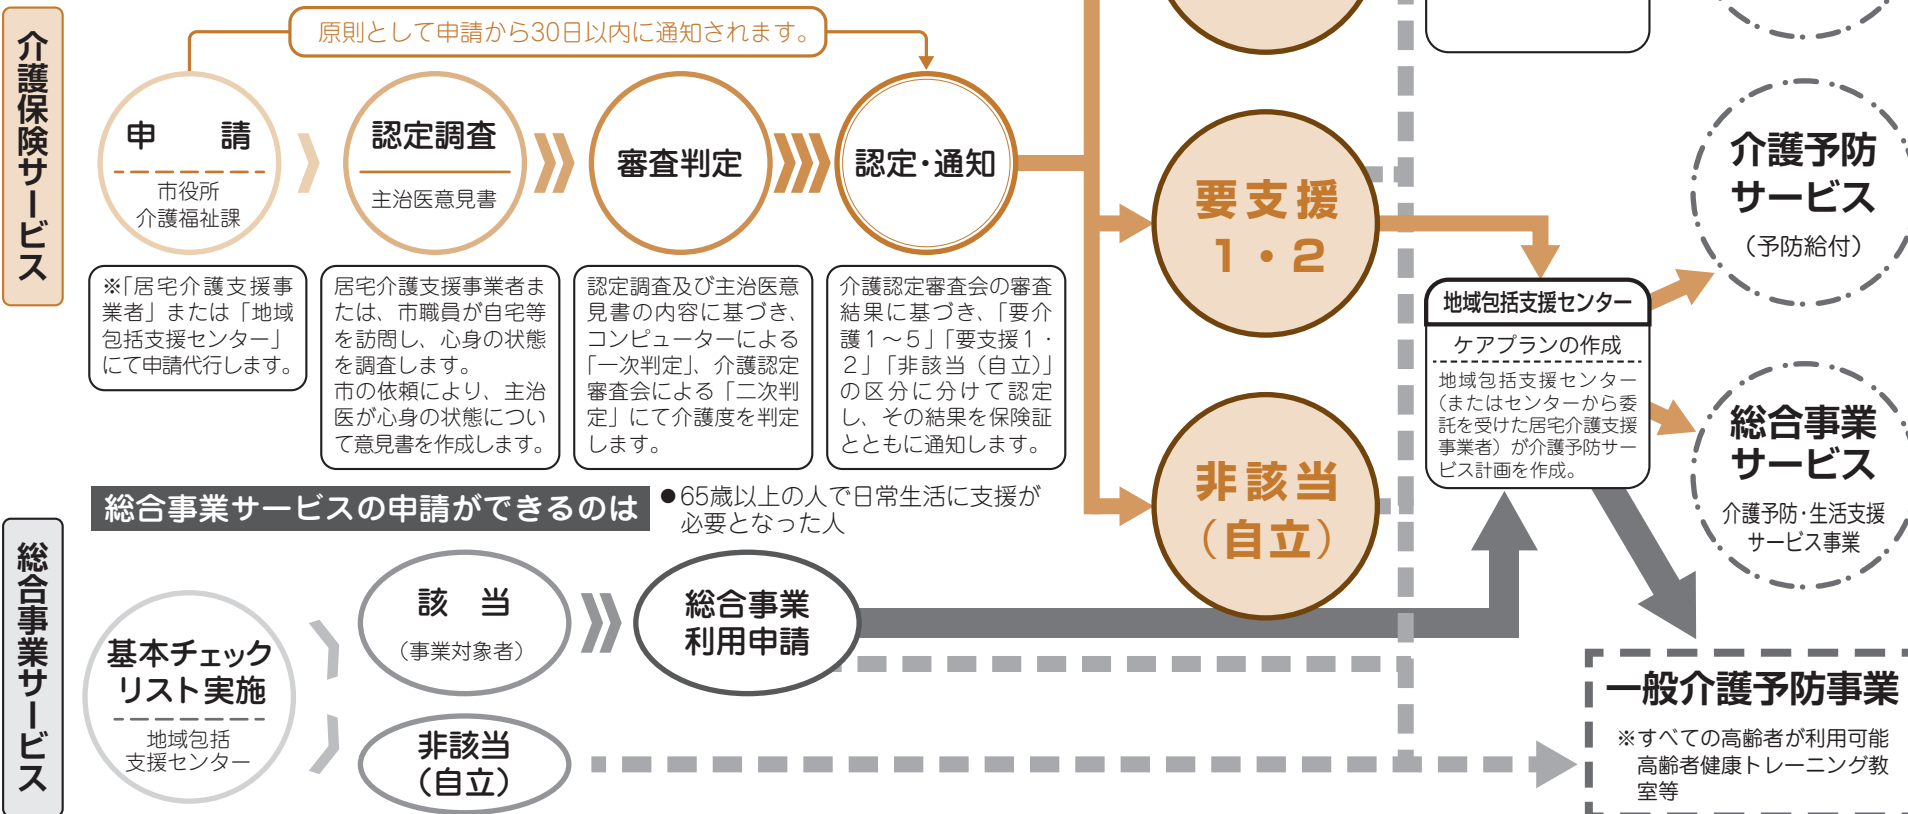 介護保険サービス
原則として申請から30日以内に通知されます。
申　請
市役所
介護福祉課
認定調査
主治医意見書
審査判定
認定・通知
※「居宅介護支援事
業者」または「地域
包括支援センター」
にて申請代行します。
居宅介護支援事業者ま
たは、市職員が自宅等
を訪問し、心身の状態
を調査します。
市の依頼により、主治
医が心身の状態につい
て意見書を作成します。
認定調査及び主治医意
見書の内容に基づき、
コンピューターによる
「一次判定」、介護認定
審査会による「二次判
定」にて介護度を判定
します。
介護認定審査会の審査
結果に基づき、「要介
護1～5」「要支援1・
2」「非該当（自立）」
の区分に分けて認定
し、その結果を保険証
とともに通知します。
要支援
1・2
非該当
（自立）
地域包括支援センター
ケアプランの作成
地域包括支援センター
（またはセンターから委
託を受けた居宅介護支援
事業者）が介護予防サー
ビス計画を作成。
介護予防
サービス
（予防給付）
総合事業
サービス
介護予防・生活支援
サービス事業
総合事業サービス
総合事業サービスの申請ができるのは
●65歳以上の人で日常生活に支援が
必要となった人
基本チェック
リスト実施
地域包括
支援センター
該　当
（事業対象者）
総合事業
利用申請
非該当
（自立）
一般介護予防事業
※すべての高齢者が利用可能
高齢者健康トレーニング教
室等